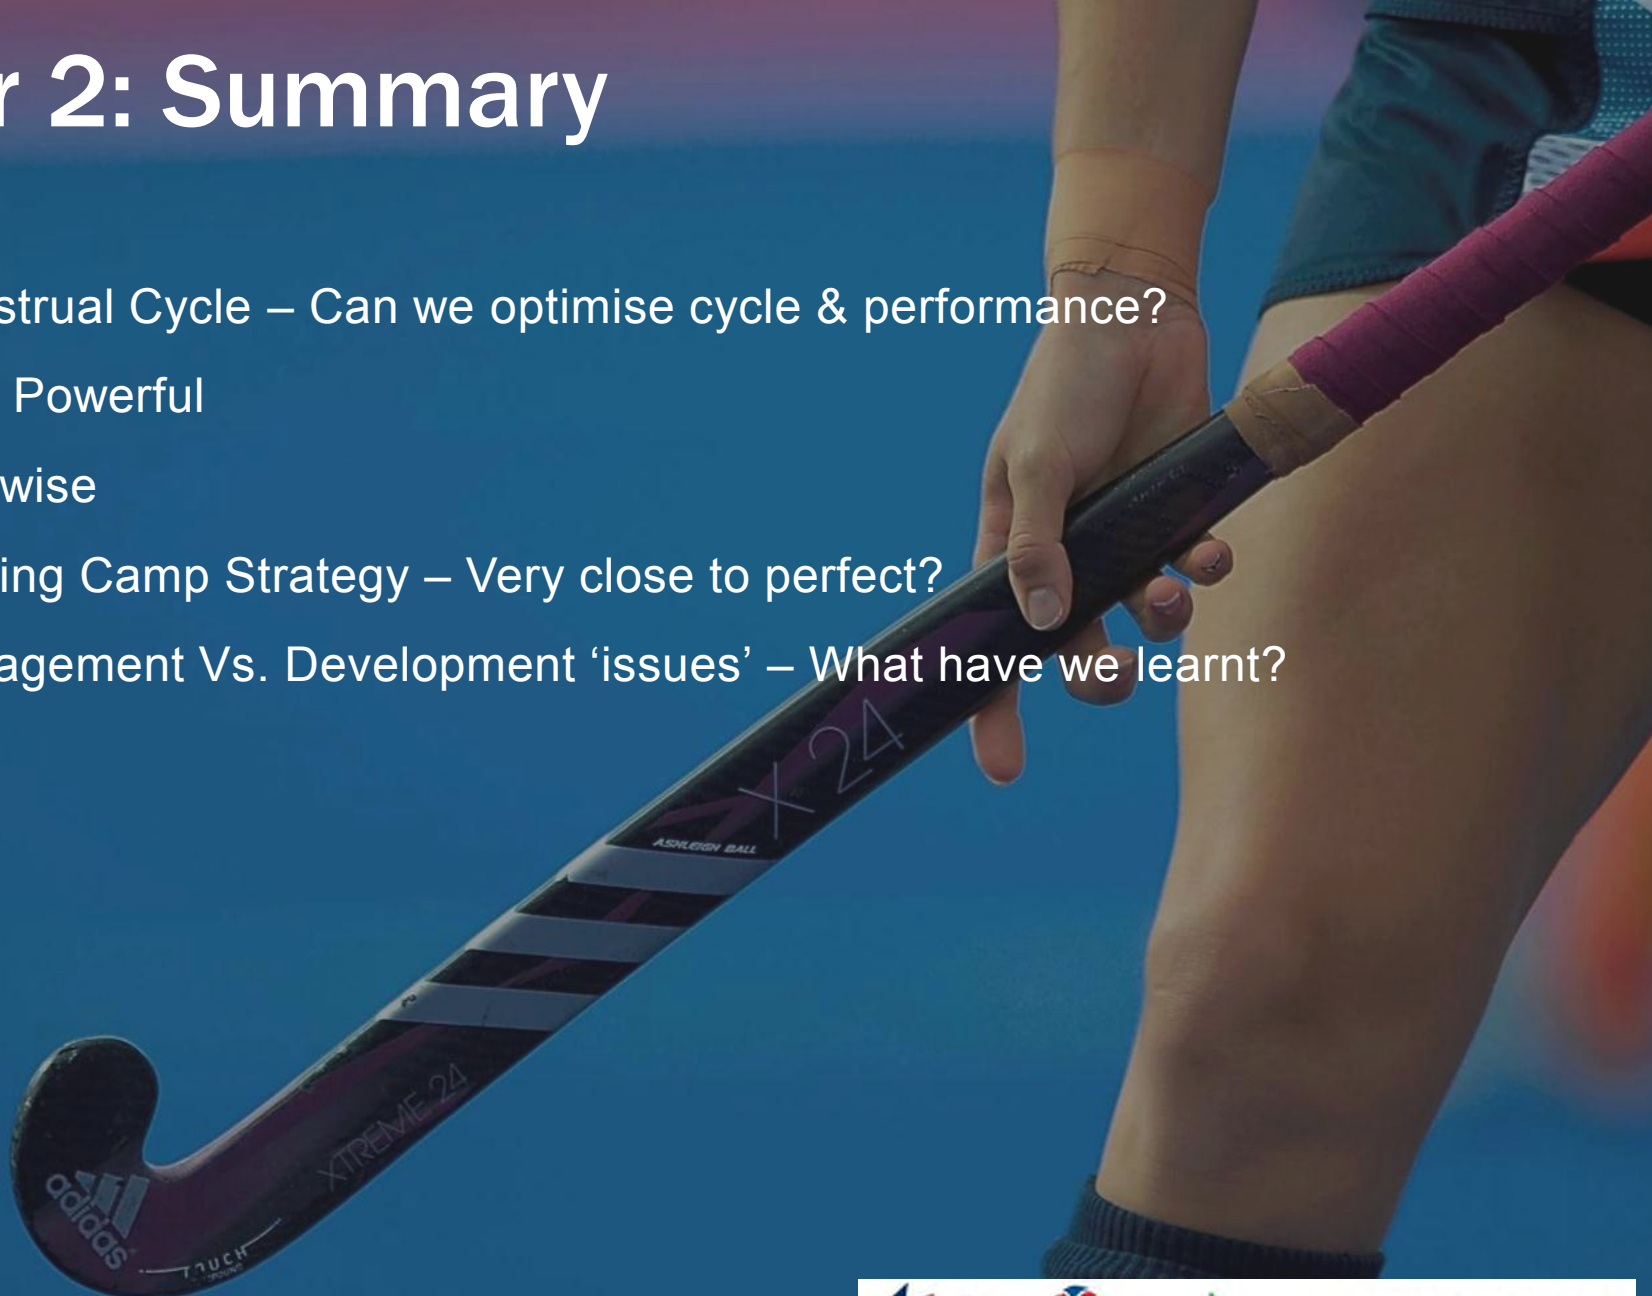 r 2: Summary
strual Cycle – Can we optimise cycle & performance?
Powerful
wise
ing Camp Strategy – Very close to perfect?
agement Vs. Development ‘issues’ – What have we learnt?
X 24
ASHLEIGH BALL
XTREME 24
adidas
TOUCH